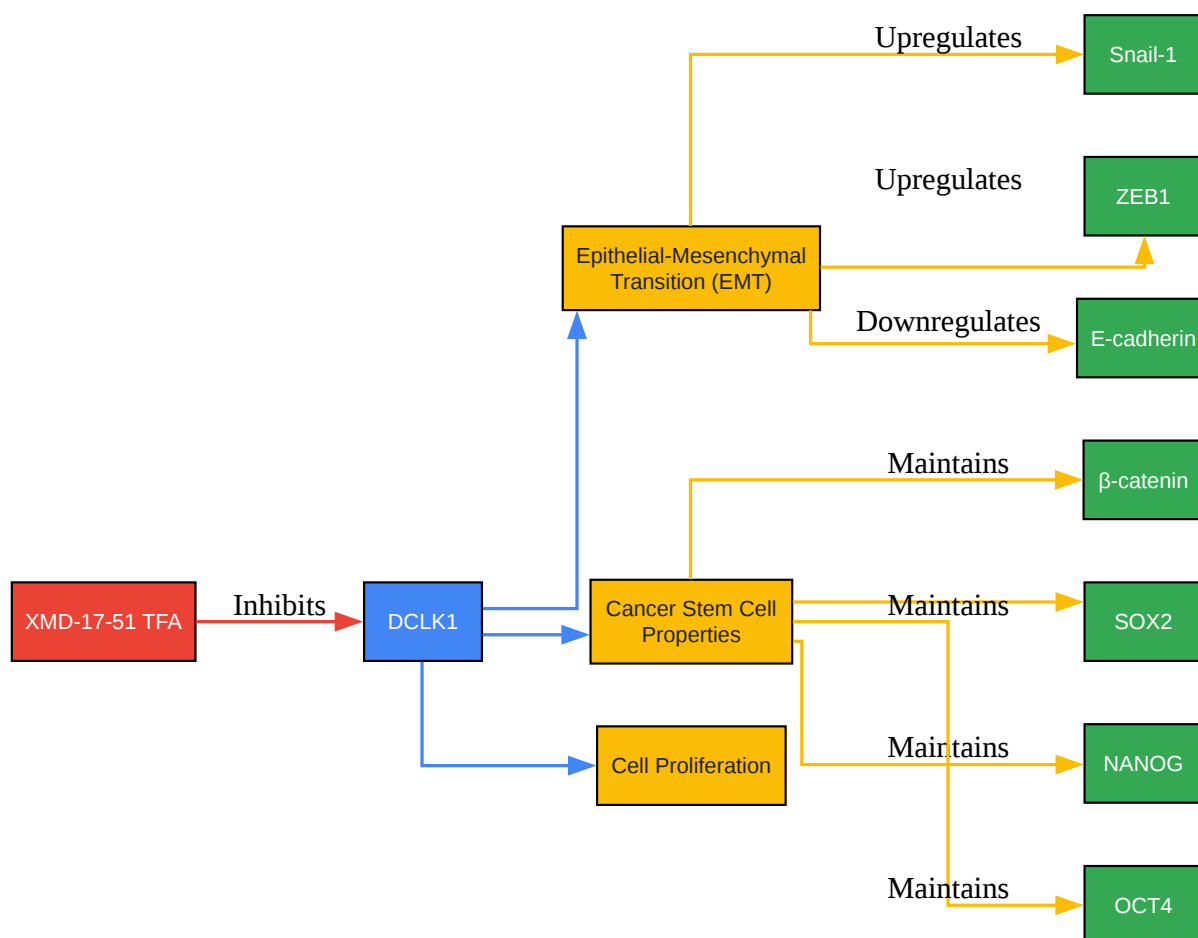 Upregulates
Snail-1
Upregulates
ZEB1
Epithelial-Mesenchymal
Transition (EMT)
Downregulates
E-cadherin
Maintains
β-catenin
XMD-17-51 TFA
Inhibits
DCLK1
Cancer Stem Cell
Properties
Maintains
SOX2
Cell Proliferation
Maintains
NANOG
Maintains
OCT4